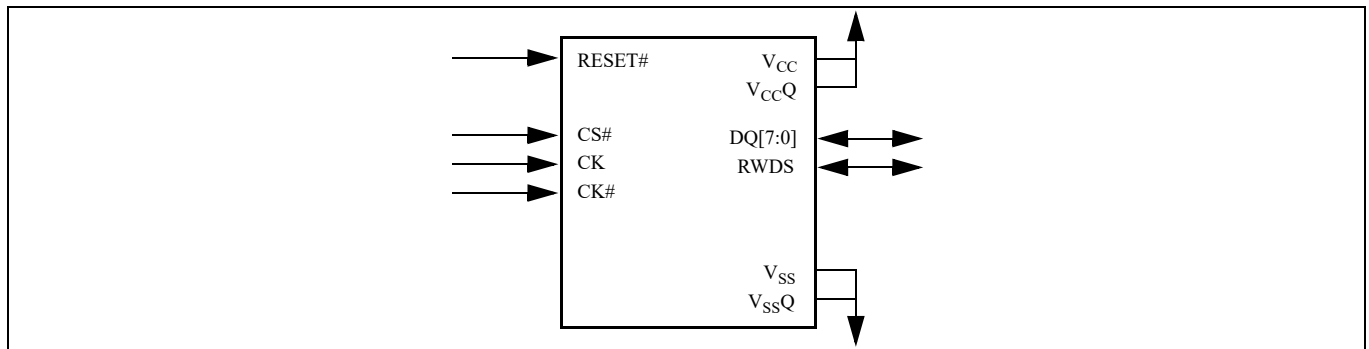 RESET#
CS#
CK
CK#
VCC
VCCQ
DQ[7:0]
RWDS
VSS
VSSQ